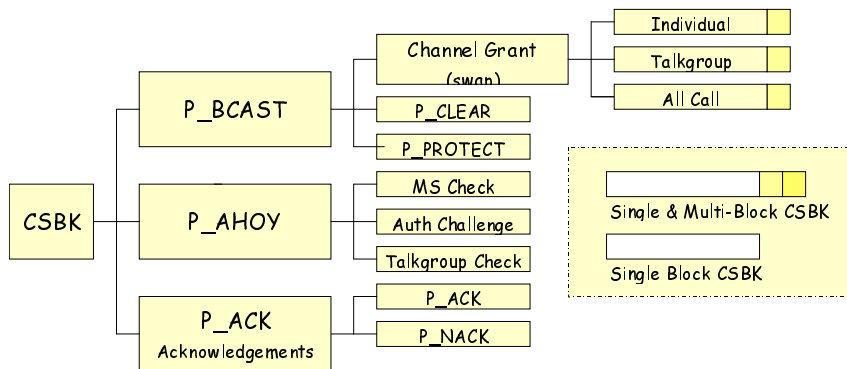 CSBK
P_BCAST
Channel Grant
(swap)
Individual
Talkgroup
All Call
P_CLEAR
P_PROTECT
P_AHOY
MS Check
Auth Challenge
Talkgroup Check
P_ACK
Acknowledgements
P_ACK
P_NACK
Single & Multi-Block CSBK
Single Block CSBK